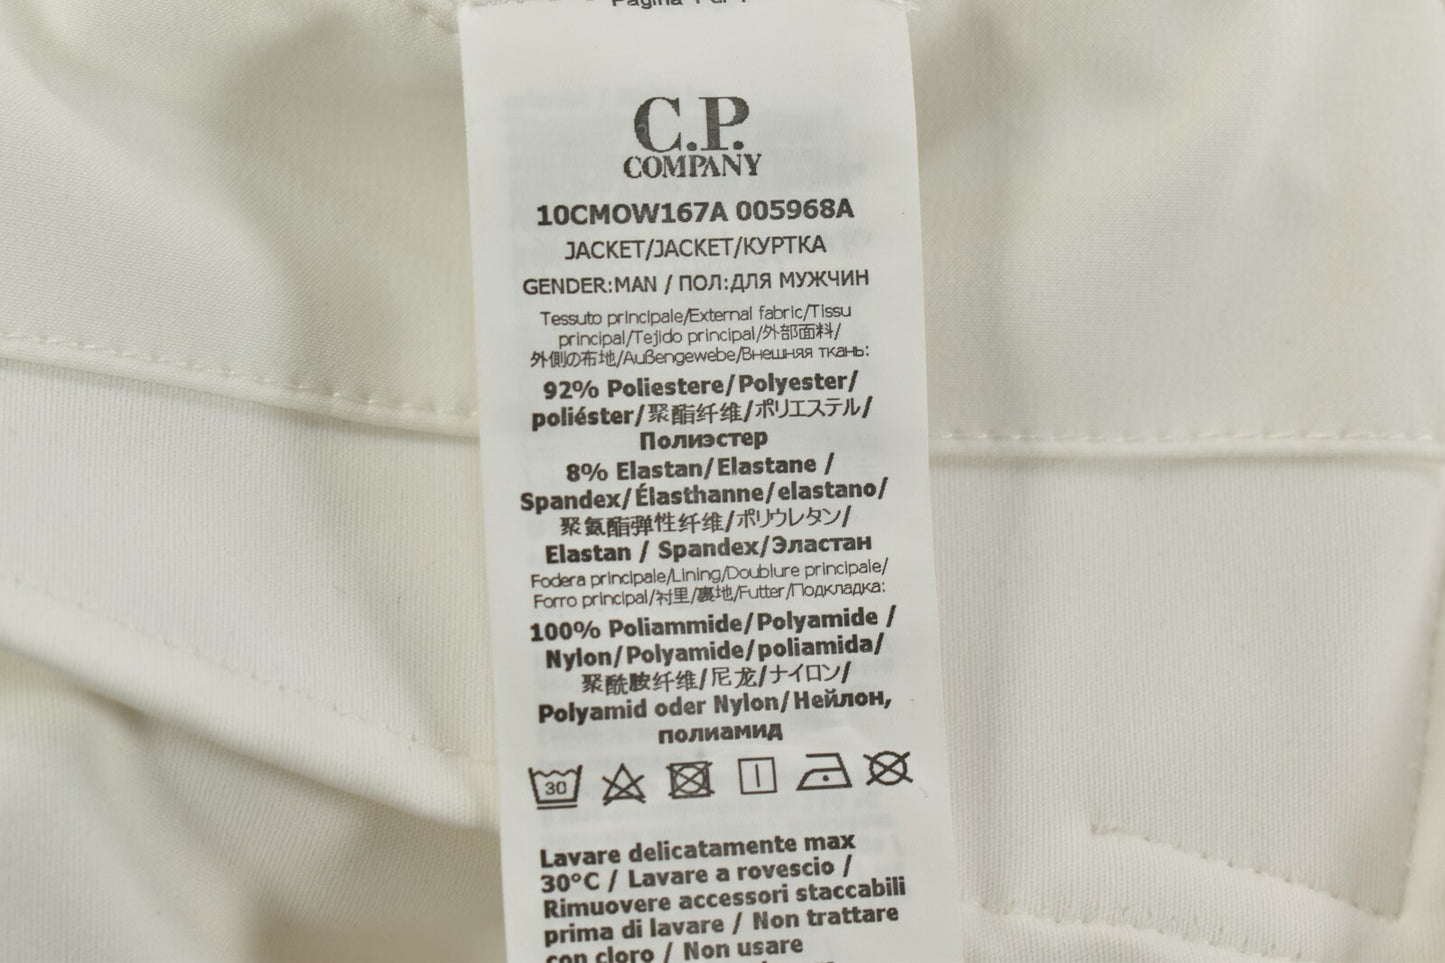 Pagina 1 di 1
C.P.
COMPANY
10CMOW167A 005968A
JACKET/JACKET/КУРТКА
GENDER:MAN / ПОЛ:ДЛЯ МУЖЧИН
Tessuto principale/External fabric/Tissu
principal/Tejido principal/外部面料/
外側の布地/Außengewebe/Внешняя ткань:
92% Poliestere/Polyester/
poliéster/聚酯纤维/ポリエステル/
Полиэстер
8% Elastan/Elastane /
Spandex/Élasthanne/elastano/
聚氨酯弹性纤维/ポリウレタン/
Elastan / Spandex/Эластан
Fodera principale/Lining/Doublure principale/
Forro principal/衬里/裏地/Futter/Подкладка:
100% Poliammide/Polyamide /
Nylon/Polyamide/poliamida/
聚酰胺纤维/尼龙/ナイロン/
Polyamid oder Nylon/Нейлон,
полиамид
30
Lavare delicatamente max
30°C / Lavare a rovescio /
Rimuovere accessori staccabili
prima di lavare / Non trattare
con cloro / Non usare